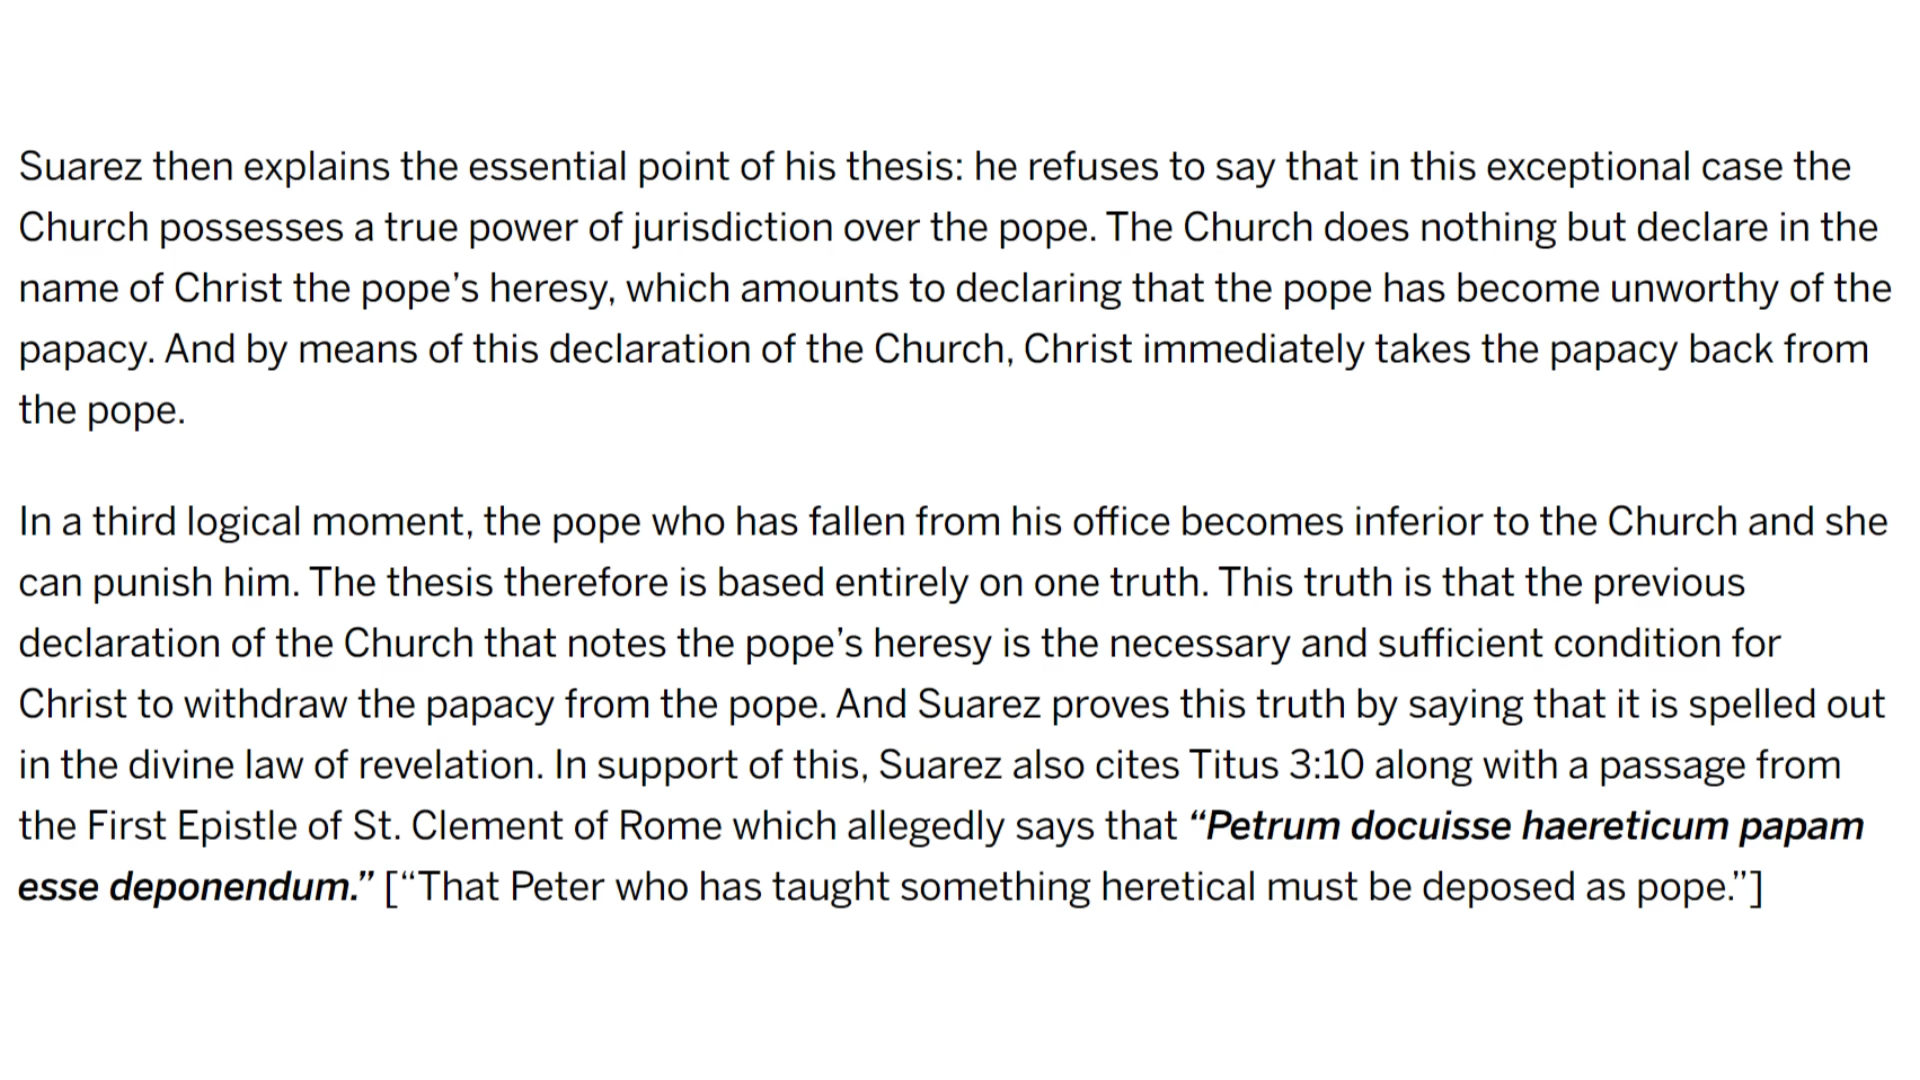 Suarez then explains the essential point of his thesis: he refuses to say that in this exceptional case the
Church possesses a true power of jurisdiction over the pope. The Church does nothing but declare in the
name of Christ the pope’s heresy, which amounts to declaring that the pope has become unworthy of the
papacy. And by means of this declaration of the Church, Christ immediately takes the papacy back from
the pope.
In a third logical moment, the pope who has fallen from his office becomes inferior to the Church and she
can punish him. The thesis therefore is based entirely on one truth. This truth is that the previous
declaration of the Church that notes the pope’s heresy is the necessary and sufficient condition for
Christ to withdraw the papacy from the pope. And Suarez proves this truth by saying that it is spelled out
in the divine law of revelation. In support of this, Suarez also cites Titus 3:10 along with a passage from
the First Epistle of St. Clement of Rome which allegedly says that “Petrum docuisse haereticum papam
esse deponendum.” [“That Peter who has taught something heretical must be deposed as pope.”]